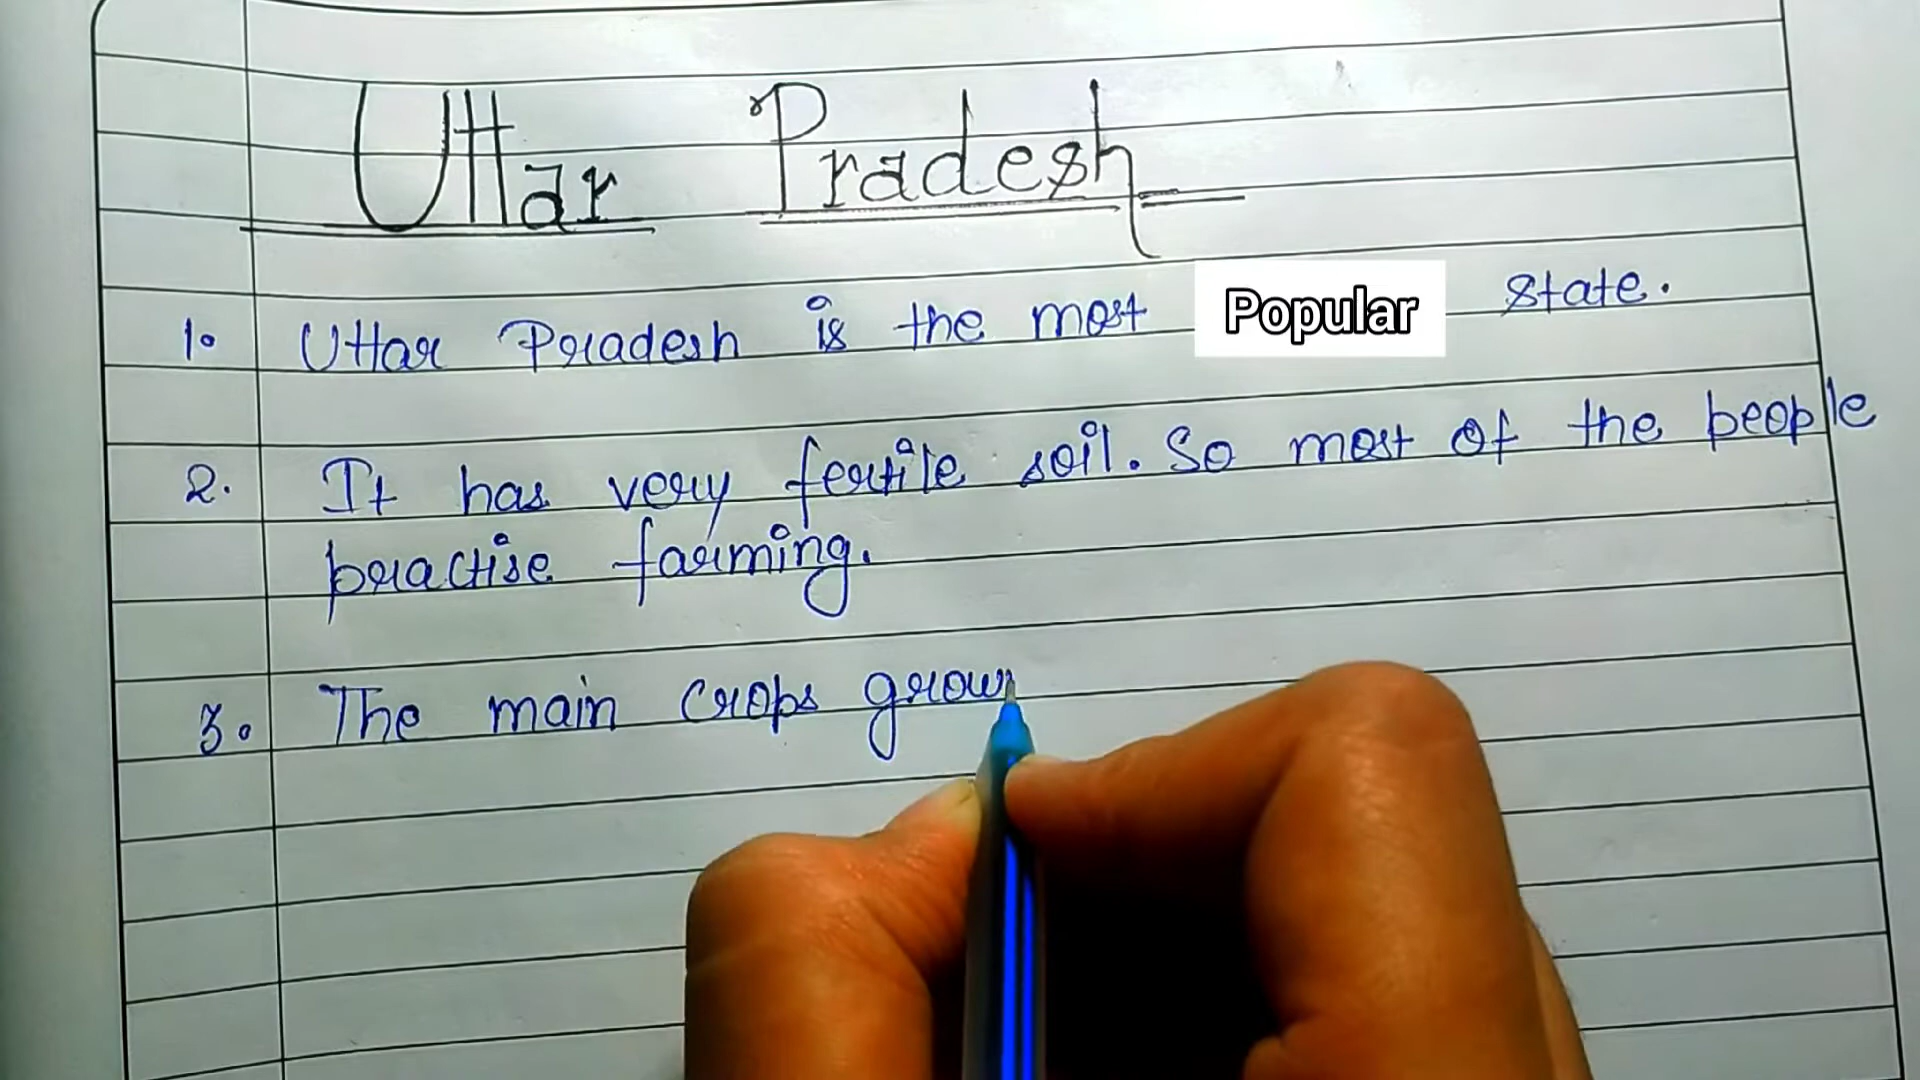 Uttar Pradesh
1. Uttar Pradesh is the most Popular state.
2. It has very fertile soil. So most of the people
practise farming.
3. The main crops grown